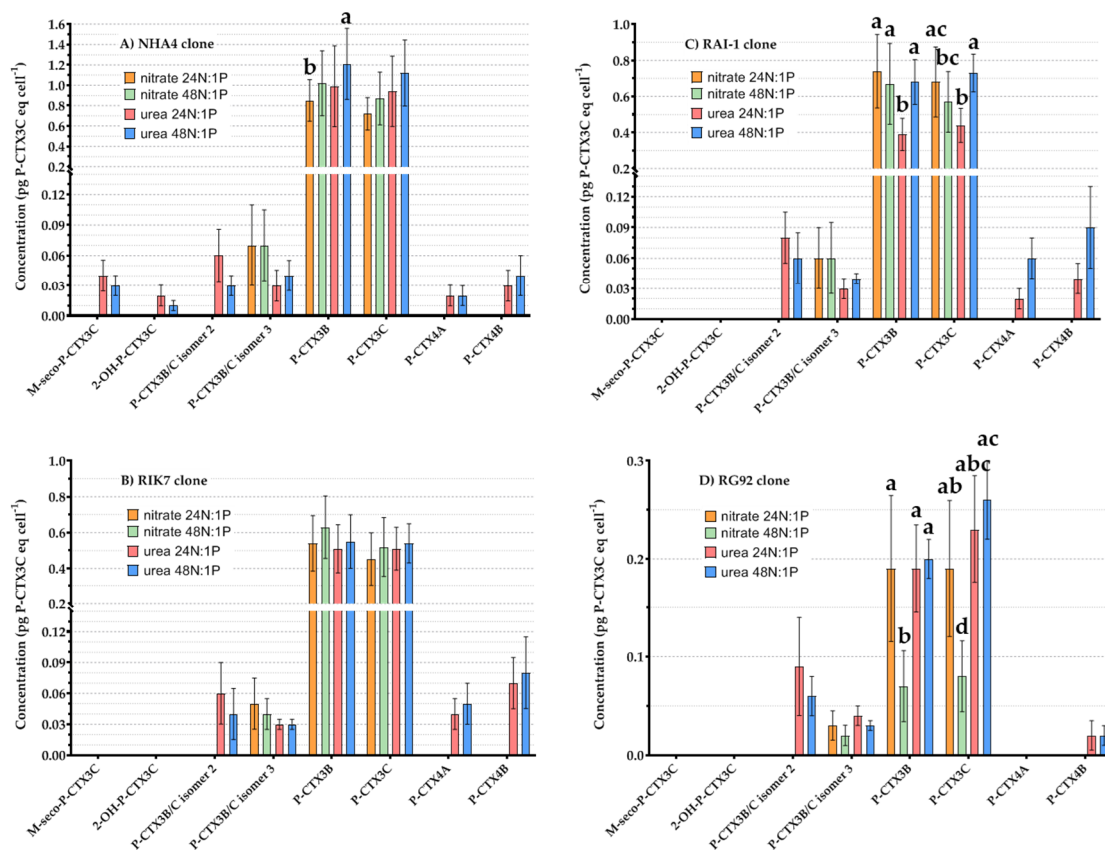 A) NHA4 clone
nitrate 24N:1P
nitrate 48N:1P
urea 24N:1P
urea 48N:1P
Concentration (pg P-CTX3C eq cell⁻¹)
1.6
1.4
1.2
1.0
0.8
0.6
0.4
0.2
0.12
0.09
0.06
0.03
0.00
b
a
M-seco-P-CTX3C
2-OH-P-CTX3C
P-CTX3B/C isomer 2
P-CTX3B/C isomer 3
P-CTX3B
P-CTX3C
P-CTX4A
P-CTX4B
C) RAI-1 clone
nitrate 24N:1P
nitrate 48N:1P
urea 24N:1P
urea 48N:1P
Concentration (pg P-CTX3C eq cell⁻¹)
1.0
0.8
0.6
0.4
0.2
0.12
0.09
0.06
0.03
0.00
a
a
b
a
ac
bc
b
a
M-seco-P-CTX3C
2-OH-P-CTX3C
P-CTX3B/C isomer 2
P-CTX3B/C isomer 3
P-CTX3B
P-CTX3C
P-CTX4A
P-CTX4B
B) RIK7 clone
nitrate 24N:1P
nitrate 48N:1P
urea 24N:1P
urea 48N:1P
Concentration (pg P-CTX3C eq cell⁻¹)
1.0
0.8
0.6
0.4
0.2
0.12
0.09
0.06
0.03
0.00
M-seco-P-CTX3C
2-OH-P-CTX3C
P-CTX3B/C isomer 2
P-CTX3B/C isomer 3
P-CTX3B
P-CTX3C
P-CTX4A
P-CTX4B
D) RG92 clone
nitrate 24N:1P
nitrate 48N:1P
urea 24N:1P
urea 48N:1P
Concentration (pg P-CTX3C eq cell⁻¹)
0.3
0.2
0.1
0.0
a
b
a
a
ab
d
abc
ac
M-seco-P-CTX3C
2-OH-P-CTX3C
P-CTX3B/C isomer 2
P-CTX3B/C isomer 3
P-CTX3B
P-CTX3C
P-CTX4A
P-CTX4B